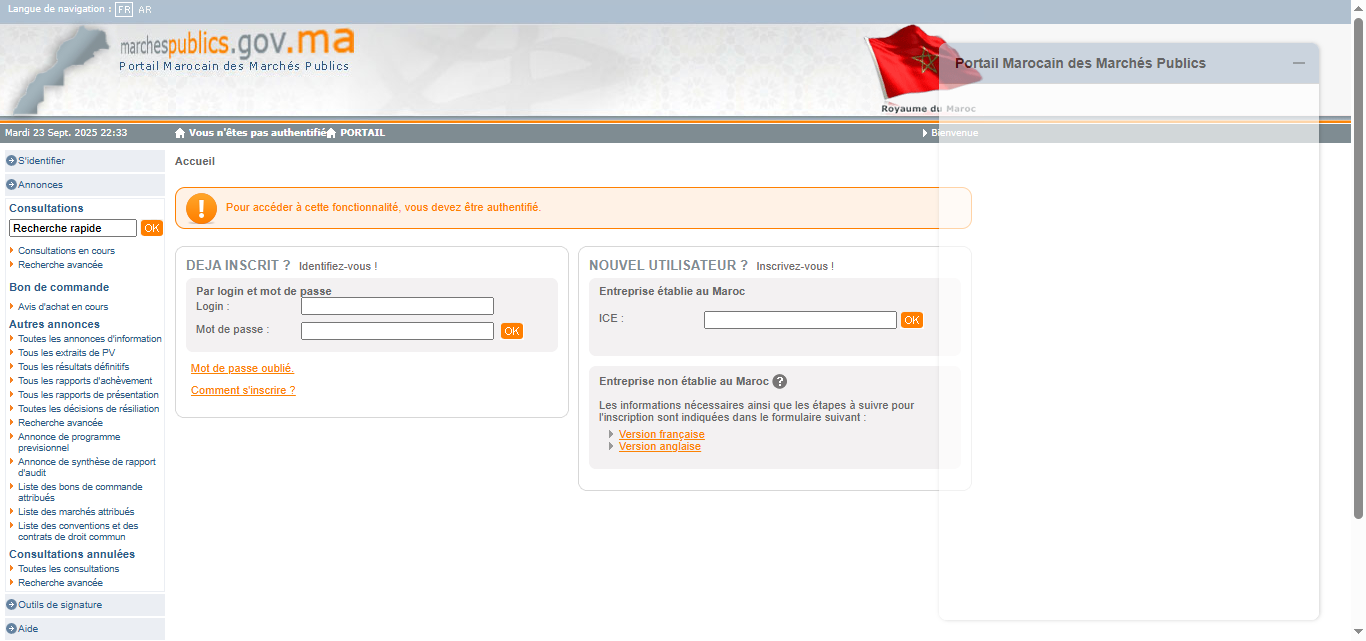 Langue de navigation : FR AR
marchespublics.gov.ma
Portail Marocain des Marchés Publics
Royaume du Maroc
Portail Marocain des Marchés Publics
Mardi 23 Sept. 2025 22:33
Vous n'êtes pas authentifié
PORTAIL
Bienvenue
S'identifier
Annonces
Consultations
Recherche rapide
OK
Consultations en cours
Recherche avancée
Bon de commande
Avis d'achat en cours
Autres annonces
Toutes les annonces d'information
Tous les extraits de PV
Tous les résultats définitifs
Tous les rapports d'achèvement
Tous les rapports de présentation
Toutes les décisions de résiliation
Recherche avancée
Annonce de programme
previsionnel
Annonce de synthèse de rapport
d'audit
Liste des bons de commande
attribués
Liste des marchés attribués
Liste des conventions et des
contrats de droit commun
Consultations annulées
Toutes les consultations
Recherche avancée
Outils de signature
Aide
Accueil
Pour accéder à cette fonctionnalité, vous devez être authentifié.
DEJA INSCRIT ? Identifiez-vous !
Par login et mot de passe
Login :
Mot de passe :
OK
Mot de passe oublié.
Comment s'inscrire ?
NOUVEL UTILISATEUR ? Inscrivez-vous !
Entreprise établie au Maroc
ICE :
OK
Entreprise non établie au Maroc ?
Les informations nécessaires ainsi que les étapes à suivre pour
l'inscription sont indiquées dans le formulaire suivant :
Version française
Version anglaise